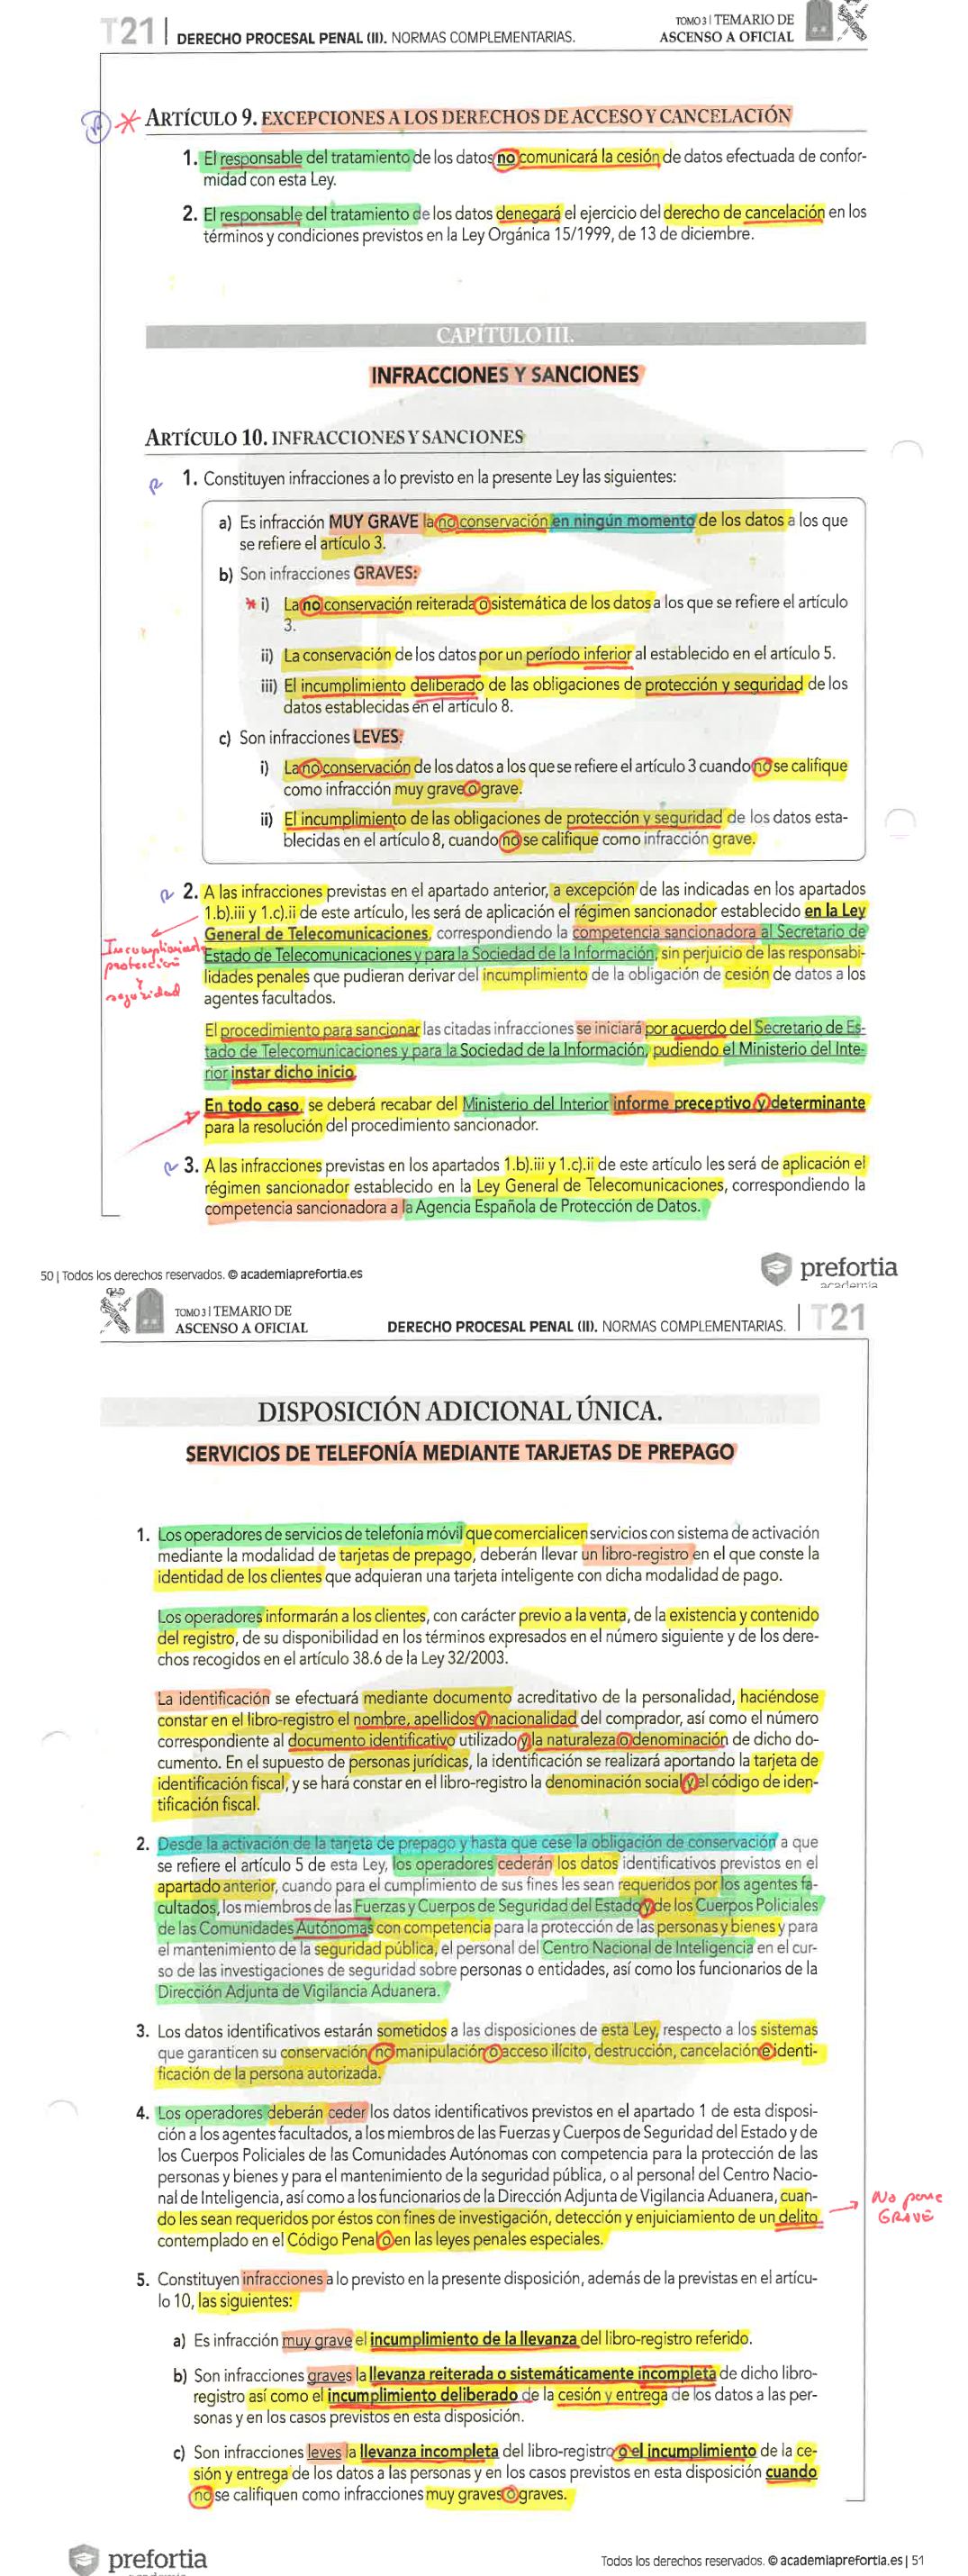 T21 | DERECHO PROCESAL PENAL (II). NORMAS COMPLEMENTARIAS.
TOMO 3 | TEMARIO DE
ASCENSO A OFICIAL
ARTÍCULO 9. EXCEPCIONES A LOS DERECHOS DE ACCESO Y CANCELACIÓN
1. El responsable del tratamiento de los datos no comunicará la cesión de datos efectuada de confor-
midad con esta Ley.
2. El responsable del tratamiento de los datos denegará el ejercicio del derecho de cancelación en los
términos y condiciones previstos en la Ley Orgánica 15/1999, de 13 de diciembre.
CAPÍTULO III.
INFRACCIONES Y SANCIONES
ARTÍCULO 10. INFRACCIONES Y SANCIONES
1. Constituyen infracciones a lo previsto en la presente Ley las siguientes:
a) Es infracción MUY GRAVE la no conservación en ningún momento de los datos a los que
se refiere el artículo 3.
b) Son infracciones GRAVES:
i) La no conservación reiterada o sistemática de los datos a los que se refiere el artículo
3.
ii) La conservación de los datos por un período inferior al establecido en el artículo 5.
iii) El incumplimiento deliberado de las obligaciones de protección y seguridad de los
datos establecidas en el artículo 8.
c) Son infracciones LEVES:
i) La no conservación de los datos a los que se refiere el artículo 3 cuando no se califique
como infracción muy grave o grave.
ii) El incumplimiento de las obligaciones de protección y seguridad de los datos esta-
blecidas en el artículo 8, cuando no se califique como infracción grave.
2. A las infracciones previstas en el apartado anterior, a excepción de las indicadas en los apartados
1.b).iii y 1.c).ii de este artículo, les será de aplicación el régimen sancionador establecido en la Ley
General de Telecomunicaciones, correspondiendo la competencia sancionadora al Secretario de
Estado de Telecomunicaciones y para la Sociedad de la Información, sin perjuicio de las responsabi-
lidades penales que pudieran derivar del incumplimiento de la obligación de cesión de datos a los
agentes facultados.
Incumplimiento
protección
y
seguridad
El procedimiento para sancionar las citadas infracciones se iniciará por acuerdo del Secretario de Es-
tado de Telecomunicaciones y para la Sociedad de la Información, pudiendo el Ministerio del Inte-
rior instar dicho inicio.
En todo caso, se deberá recabar del Ministerio del Interior informe preceptivo y determinante
para la resolución del procedimiento sancionador.
3. A las infracciones previstas en los apartados 1.b).iii y 1.c).ii de este artículo les será de aplicación el
régimen sancionador establecido en la Ley General de Telecomunicaciones, correspondiendo la
competencia sancionadora a la Agencia Española de Protección de Datos.
50 | Todos los derechos reservados. © academiaprefortia.es
prefortia
academia
TOMO 3 | TEMARIO DE
ASCENSO A OFICIAL
DERECHO PROCESAL PENAL (II). NORMAS COMPLEMENTARIAS. | T21
DISPOSICIÓN ADICIONAL ÚNICA.
SERVICIOS DE TELEFONÍA MEDIANTE TARJETAS DE PREPAGO
1. Los operadores de servicios de telefonía móvil que comercialicen servicios con sistema de activación
mediante la modalidad de tarjetas de prepago, deberán llevar un libro-registro en el que conste la
identidad de los clientes que adquieran una tarjeta inteligente con dicha modalidad de pago.
Los operadores informarán a los clientes, con carácter previo a la venta, de la existencia y contenido
del registro, de su disponibilidad en los términos expresados en el número siguiente y de los dere-
chos recogidos en el artículo 38.6 de la Ley 32/2003.
La identificación se efectuará mediante documento acreditativo de la personalidad, haciéndose
constar en el libro-registro el nombre, apellidos y nacionalidad del comprador, así como el número
correspondiente al documento identificativo utilizado y la naturaleza o denominación de dicho do-
cumento. En el supuesto de personas jurídicas, la identificación se realizará aportando la tarjeta de
identificación fiscal, y se hará constar en el libro-registro la denominación social y el código de iden-
tificación fiscal.
2. Desde la activación de la tarjeta de prepago y hasta que cese la obligación de conservación a que
se refiere el artículo 5 de esta Ley, los operadores cederán los datos identificativos previstos en el
apartado anterior, cuando para el cumplimiento de sus fines les sean requeridos por los agentes fa-
cultados, los miembros de las Fuerzas y Cuerpos de Seguridad del Estado y de los Cuerpos Policiales
de las Comunidades Autónomas con competencia para la protección de las personas y bienes y para
el mantenimiento de la seguridad pública, el personal del Centro Nacional de Inteligencia en el cur-
so de las investigaciones de seguridad sobre personas o entidades, así como los funcionarios de la
Dirección Adjunta de Vigilancia Aduanera.
3. Los datos identificativos estarán sometidos a las disposiciones de esta Ley, respecto a los sistemas
que garanticen su conservación, no manipulación o acceso ilícito, destrucción, cancelación e identi-
ficación de la persona autorizada.
4. Los operadores deberán ceder los datos identificativos previstos en el apartado 1 de esta disposi-
ción a los agentes facultados, a los miembros de las Fuerzas y Cuerpos de Seguridad del Estado y de
los Cuerpos Policiales de las Comunidades Autónomas con competencia para la protección de las
personas y bienes y para el mantenimiento de la seguridad pública, o al personal del Centro Nacio-
nal de Inteligencia, así como a los funcionarios de la Dirección Adjunta de Vigilancia Aduanera, cuan-
do les sean requeridos por éstos con fines de investigación, detección y enjuiciamiento de un delito
contemplado en el Código Penal o en las leyes penales especiales.
No pone
GRAVE
5. Constituyen infracciones a lo previsto en la presente disposición, además de la previstas en el artícu-
lo 10, las siguientes:
a) Es infracción muy grave el incumplimiento de la llevanza del libro-registro referido.
b) Son infracciones graves la llevanza reiterada o sistemáticamente incompleta de dicho libro-
registro así como el incumplimiento deliberado de la cesión y entrega de los datos a las per-
sonas y en los casos previstos en esta disposición.
c) Son infracciones leves la llevanza incompleta del libro-registro o el incumplimiento de la ce-
sión y entrega de los datos a las personas y en los casos previstos en esta disposición cuando
no se califiquen como infracciones muy graves o graves.
prefortia
Todos los derechos reservados. © academiaprefortia.es | 51